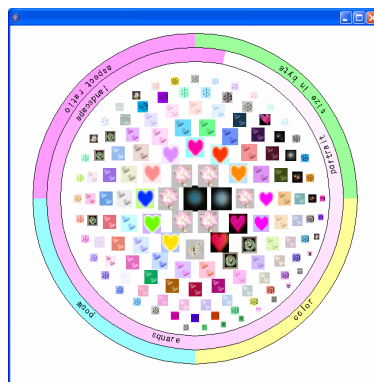 aspect ratio
size in byte
landscape
portrait
mood
color
square